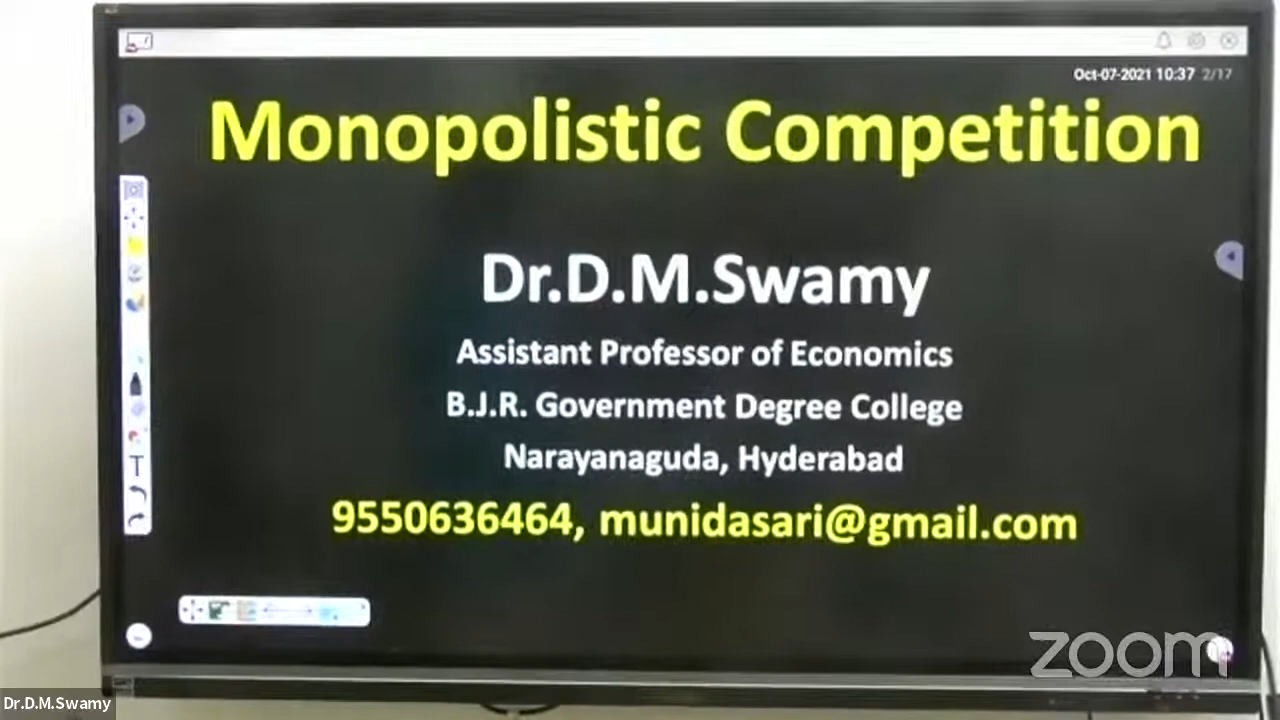 Oct-07-2021 10:37 2/17
Monopolistic Competition
Dr.D.M.Swamy
Assistant Professor of Economics
B.J.R. Government Degree College
Narayanaguda, Hyderabad
9550636464, munidasari@gmail.com
T
zoom
Dr.D.M.Swamy